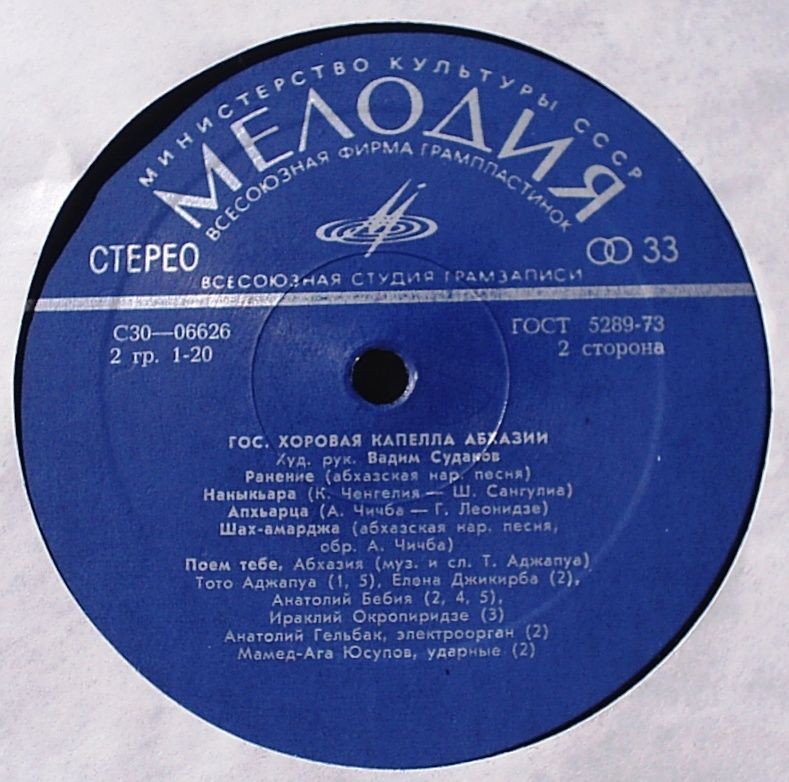 МИНИСТЕРСТВО КУЛЬТУРЫ СССР
МЕЛОДИЯ
ВСЕСОЮЗНАЯ ФИРМА ГРАМПЛАСТИНОК
СТЕРЕО
33
ВСЕСОЮЗНАЯ СТУДИЯ ГРАМЗАПИСИ
С30—06626
ГОСТ 5289-73
2 гр. 1-20
2 сторона
ГОС. ХОРОВАЯ КАПЕЛЛА АБХАЗИИ
Худ. рук. Вадим Судаков
Ранение (абхазская нар. песня)
Наныкьара (К. Ченгелия — Ш. Сангулиа)
Апхьарца (А. Чичба — Г. Леонидзе)
Шах-амарджа (абхазская нар. песня,
обр. А. Чичба)
Поем тебе, Абхазия (муз. и сл. Т. Аджапуа)
Тото Аджапуа (1, 5), Елена Джикирба (2),
Анатолий Бебия (2, 4, 5),
Ираклий Окропиридзе (3)
Анатолий Гельбак, электроорган (2)
Мамед-Ага Юсупов, ударные (2)